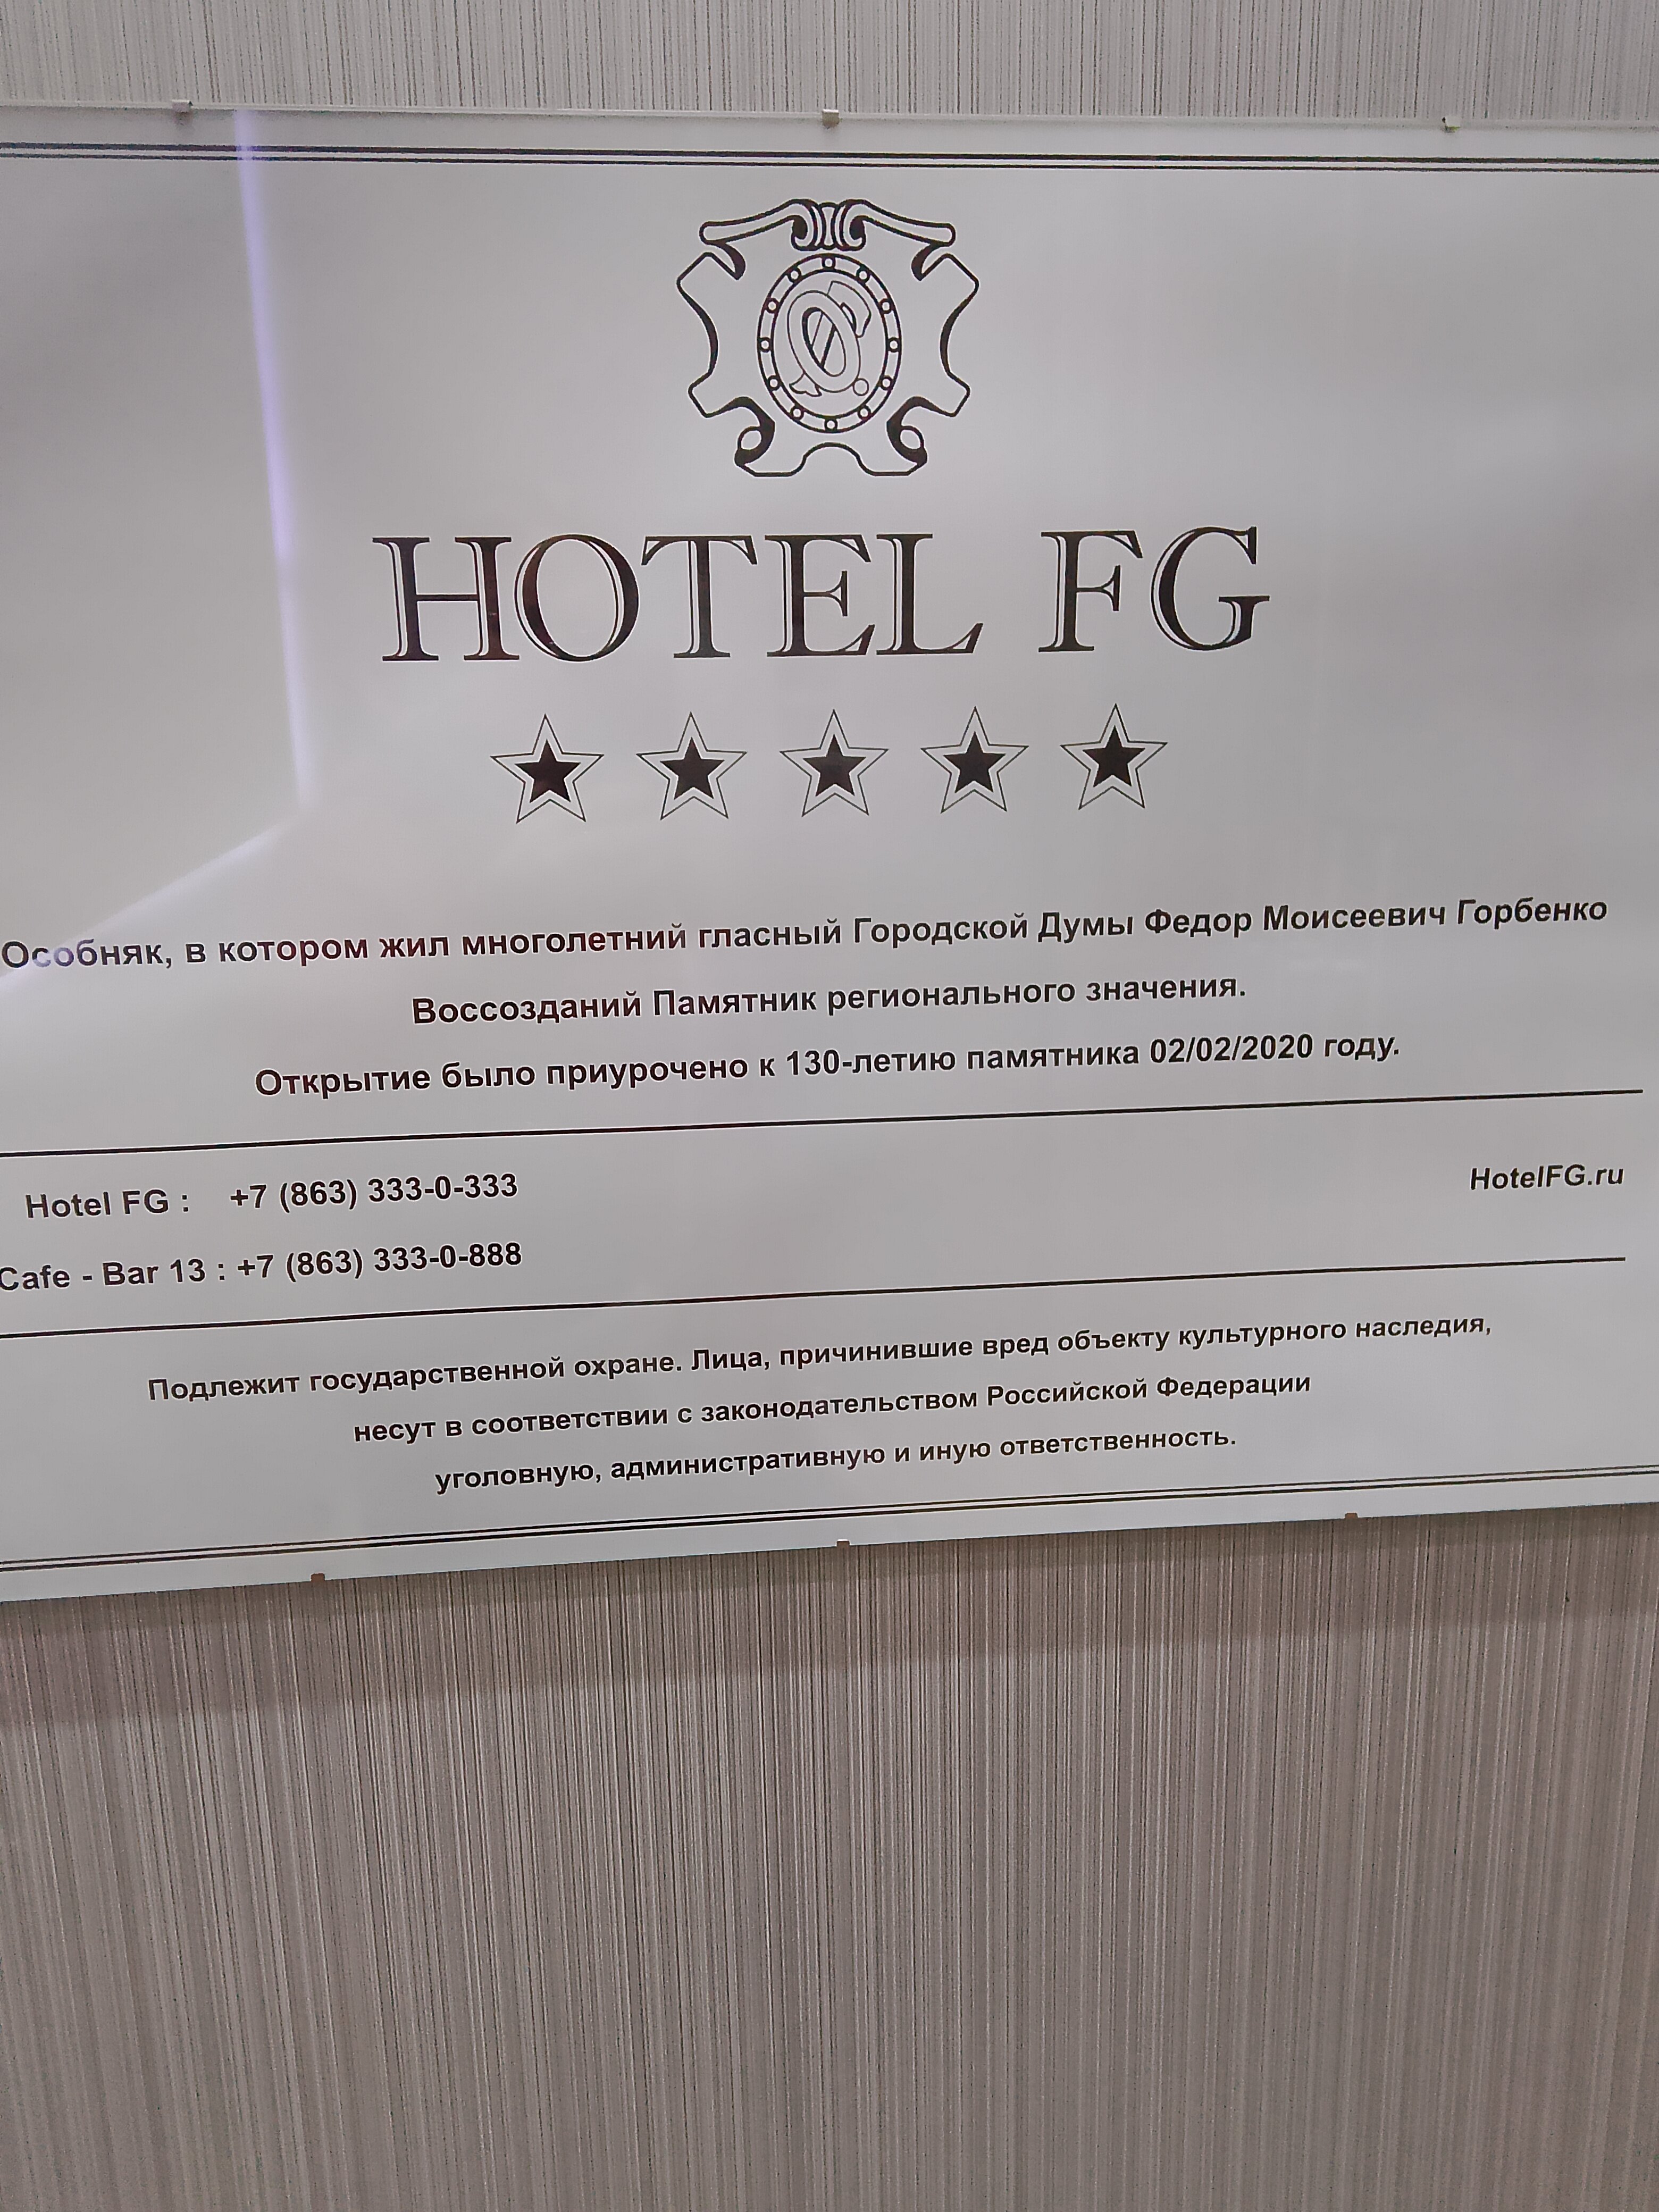 HOTEL FG
Особняк, в котором жил многолетний гласный Городской Думы Федор Моисеевич Горбенко
Воссозданий Памятник регионального значения.
Открытие было приурочено к 130-летию памятника 02/02/2020 году.
Hotel FG : +7 (863) 333-0-333
HotelFG.ru
Cafe - Bar 13 : +7 (863) 333-0-888
Подлежит государственной охране. Лица, причинившие вред объекту культурного наследия,
несут в соответствии с законодательством Российской Федерации
уголовную, административную и иную ответственность.